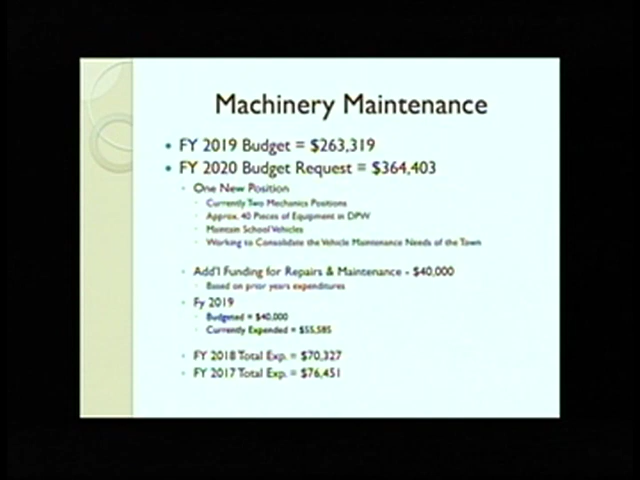 Machinery Maintenance
FY 2019 Budget = $263,319
FY 2020 Budget Request = $364,403
One New Position
Currently Two Mechanics Positions
Approx. 40 Pieces of Equipment in DPW
Maintain School Vehicles
Working to Consolidate the Vehicle Maintenance Needs of the Town
Add'l Funding for Repairs & Maintenance - $40,000
Based on prior years expenditures
Fy 2019
Budgeted = $40,000
Currently Expended = $55,585
FY 2018 Total Exp. = $70,327
FY 2017 Total Exp. = $76,451